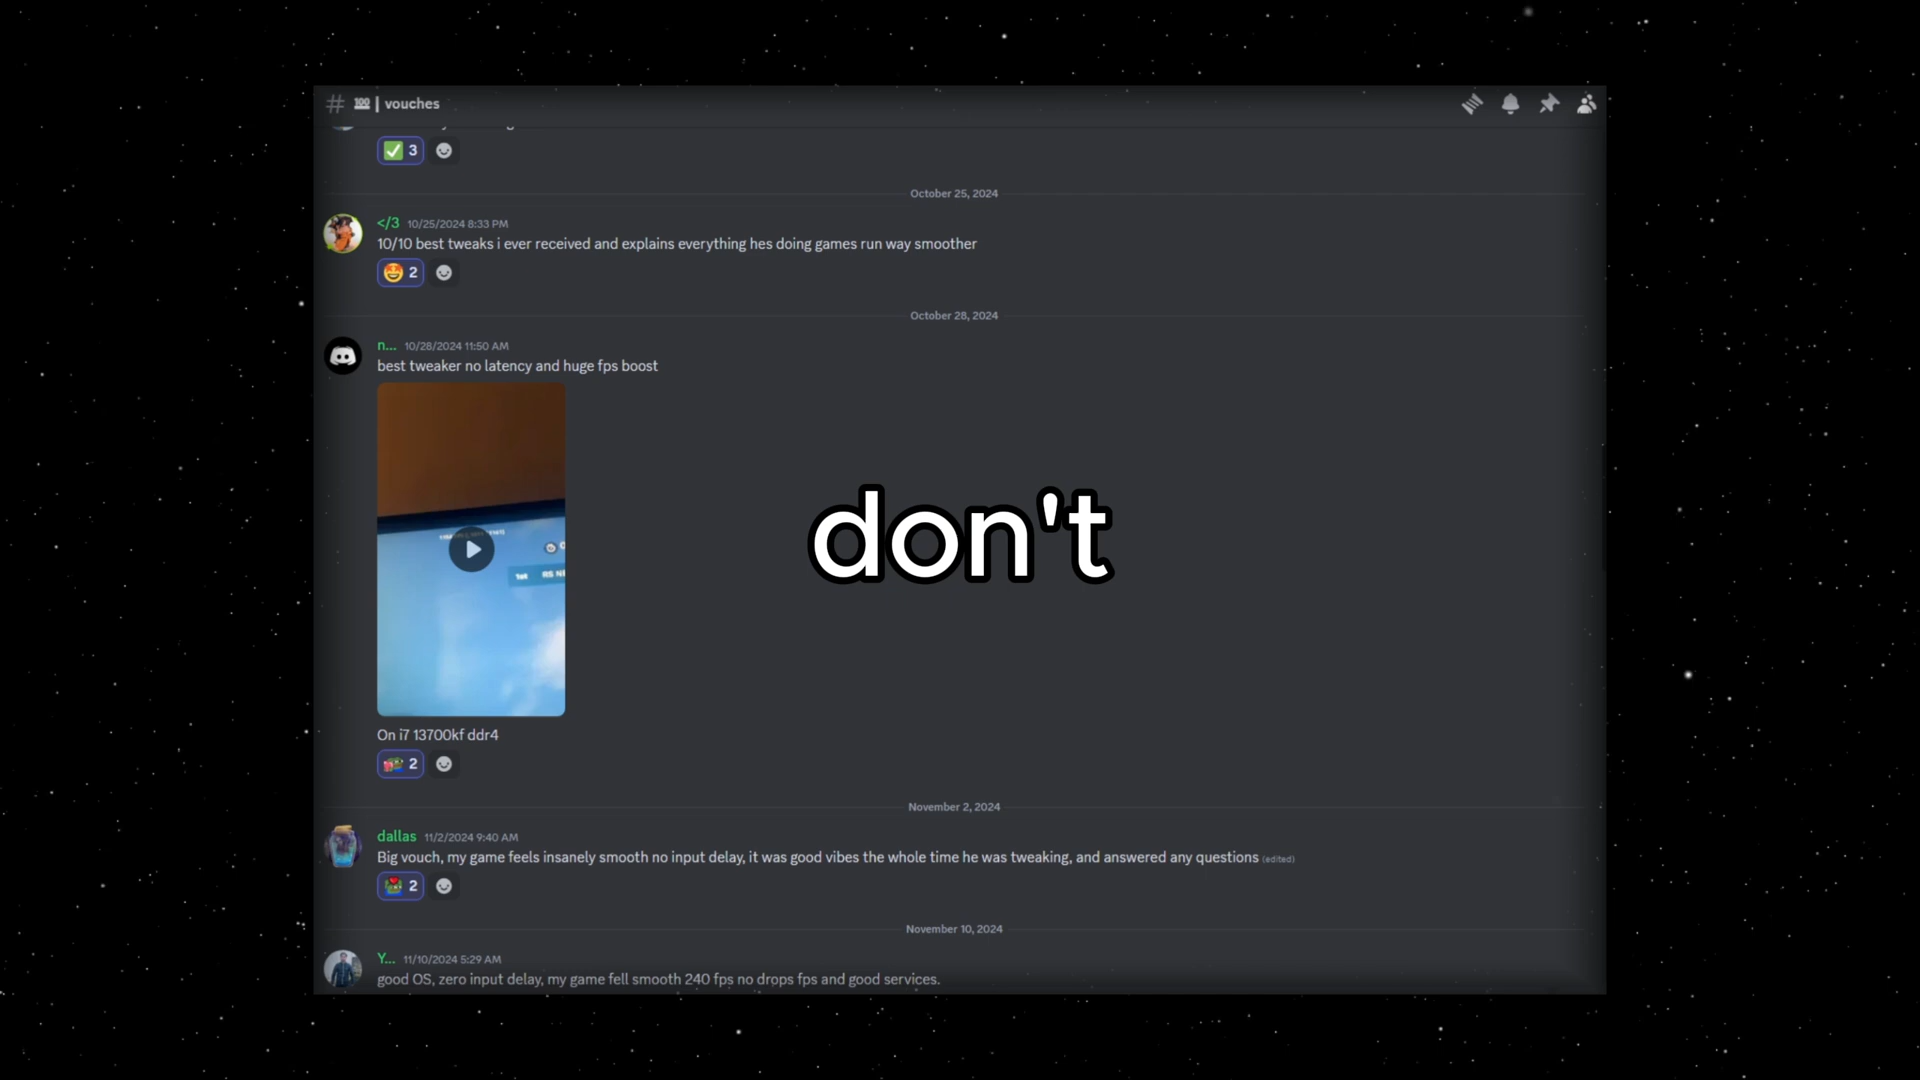 # 💯 | vouches
3
October 25, 2024
</3 10/25/2024 8:33 PM
10/10 best tweaks i ever received and explains everything hes doing games run way smoother
2
October 28, 2024
n... 10/28/2024 11:50 AM
best tweaker no latency and huge fps boost
1st
don't
On i7 13700kf ddr4
2
November 2, 2024
dallas 11/2/2024 9:40 AM
Big vouch, my game feels insanely smooth no input delay, it was good vibes the whole time he was tweaking, and answered any questions (edited)
2
November 10, 2024
Y... 11/10/2024 5:29 AM
good OS, zero input delay, my game fell smooth 240 fps no drops fps and good services.